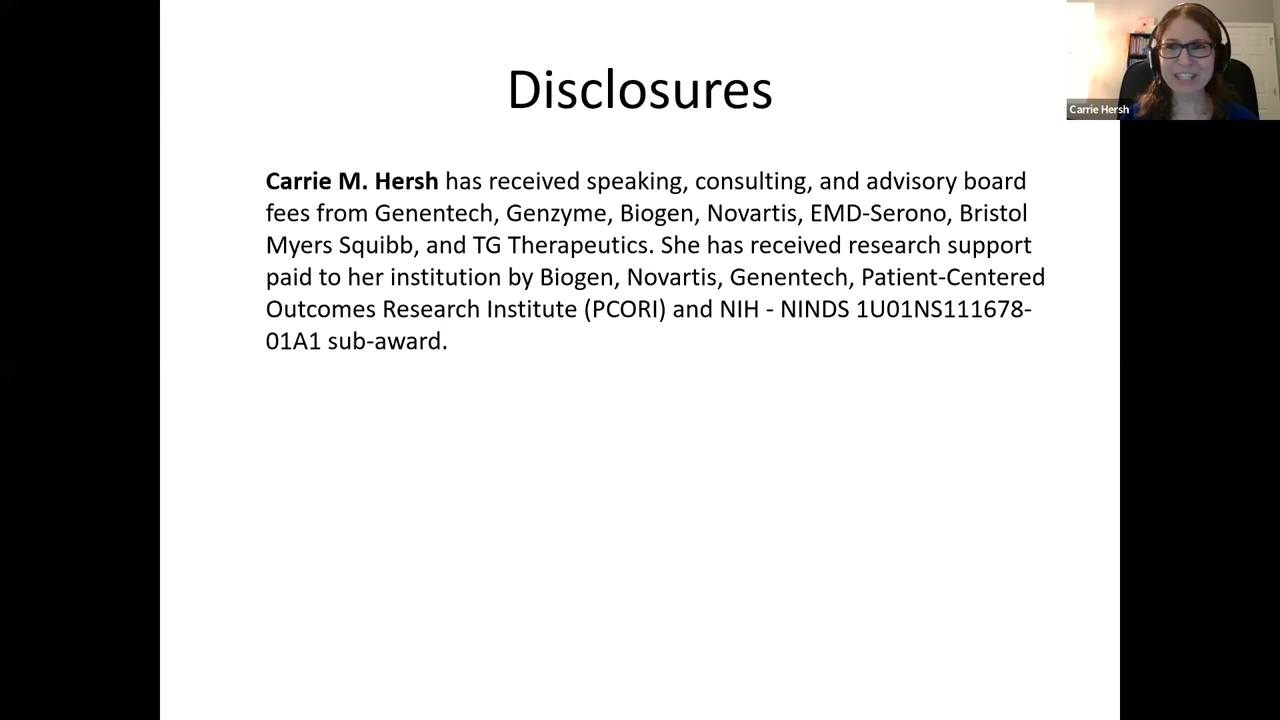 Disclosures
Carrie Hersh
Carrie M. Hersh has received speaking, consulting, and advisory board
fees from Genentech, Genzyme, Biogen, Novartis, EMD-Serono, Bristol
Myers Squibb, and TG Therapeutics. She has received research support
paid to her institution by Biogen, Novartis, Genentech, Patient-Centered
Outcomes Research Institute (PCORI) and NIH - NINDS 1U01NS111678-
01A1 sub-award.